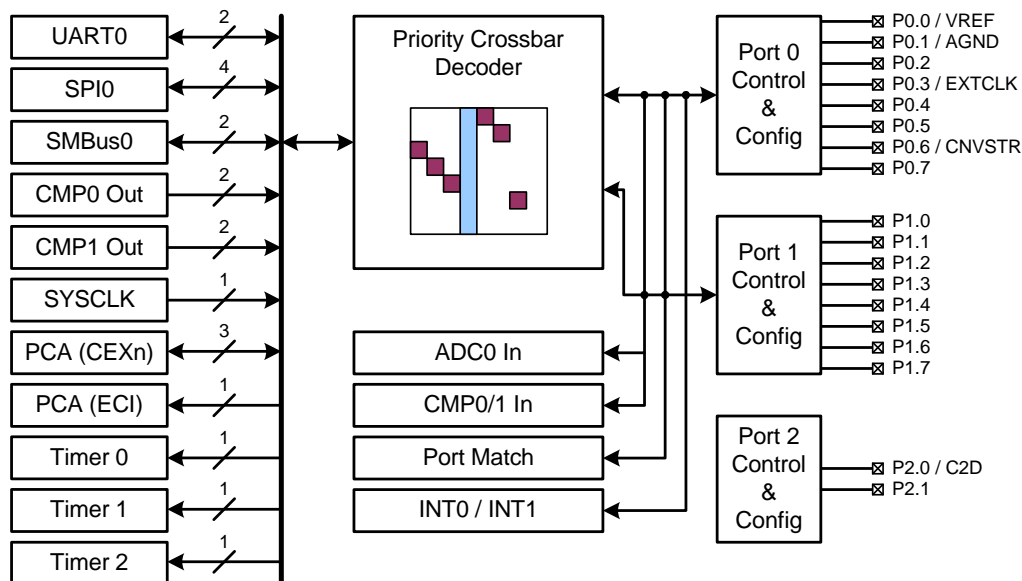 UART0
2
SPI0
4
SMBus0
2
CMP0 Out
2
CMP1 Out
2
SYSCLK
1
PCA (CEXn)
3
PCA (ECI)
1
Timer 0
1
Timer 1
1
Timer 2
1
Priority Crossbar
Decoder
ADC0 In
CMP0/1 In
Port Match
INT0 / INT1
Port 0
Control
&
Config
P0.0 / VREF
P0.1 / AGND
P0.2
P0.3 / EXTCLK
P0.4
P0.5
P0.6 / CNVSTR
P0.7
Port 1
Control
&
Config
P1.0
P1.1
P1.2
P1.3
P1.4
P1.5
P1.6
P1.7
Port 2
Control
&
Config
P2.0 / C2D
P2.1